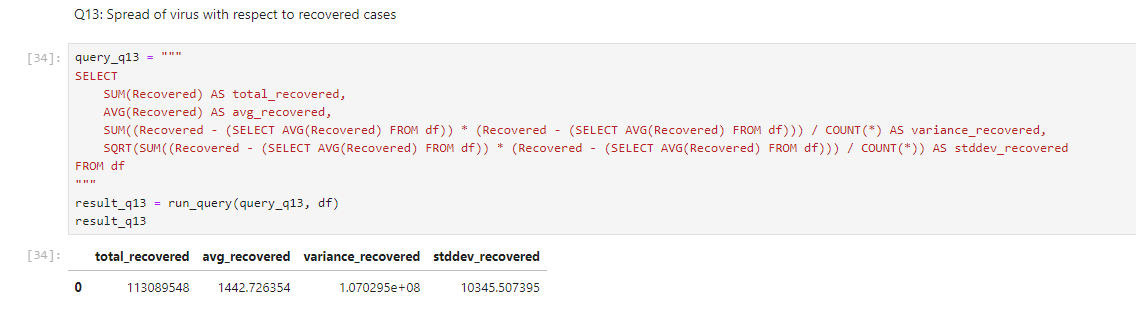 Q13: Spread of virus with respect to recovered cases
[34]: query_q13 = """
SELECT
SUM(Recovered) AS total_recovered,
AVG(Recovered) AS avg_recovered,
SUM((Recovered - (SELECT AVG(Recovered) FROM df)) * (Recovered - (SELECT AVG(Recovered) FROM df))) / COUNT(*) AS variance_recovered,
SQRT(SUM((Recovered - (SELECT AVG(Recovered) FROM df)) * (Recovered - (SELECT AVG(Recovered) FROM df))) / COUNT(*)) AS stddev_recovered
FROM df
"""
result_q13 = run_query(query_q13, df)
result_q13
[34]: total_recovered avg_recovered variance_recovered stddev_recovered
0 113089548 1442.726354 1.070295e+08 10345.507395